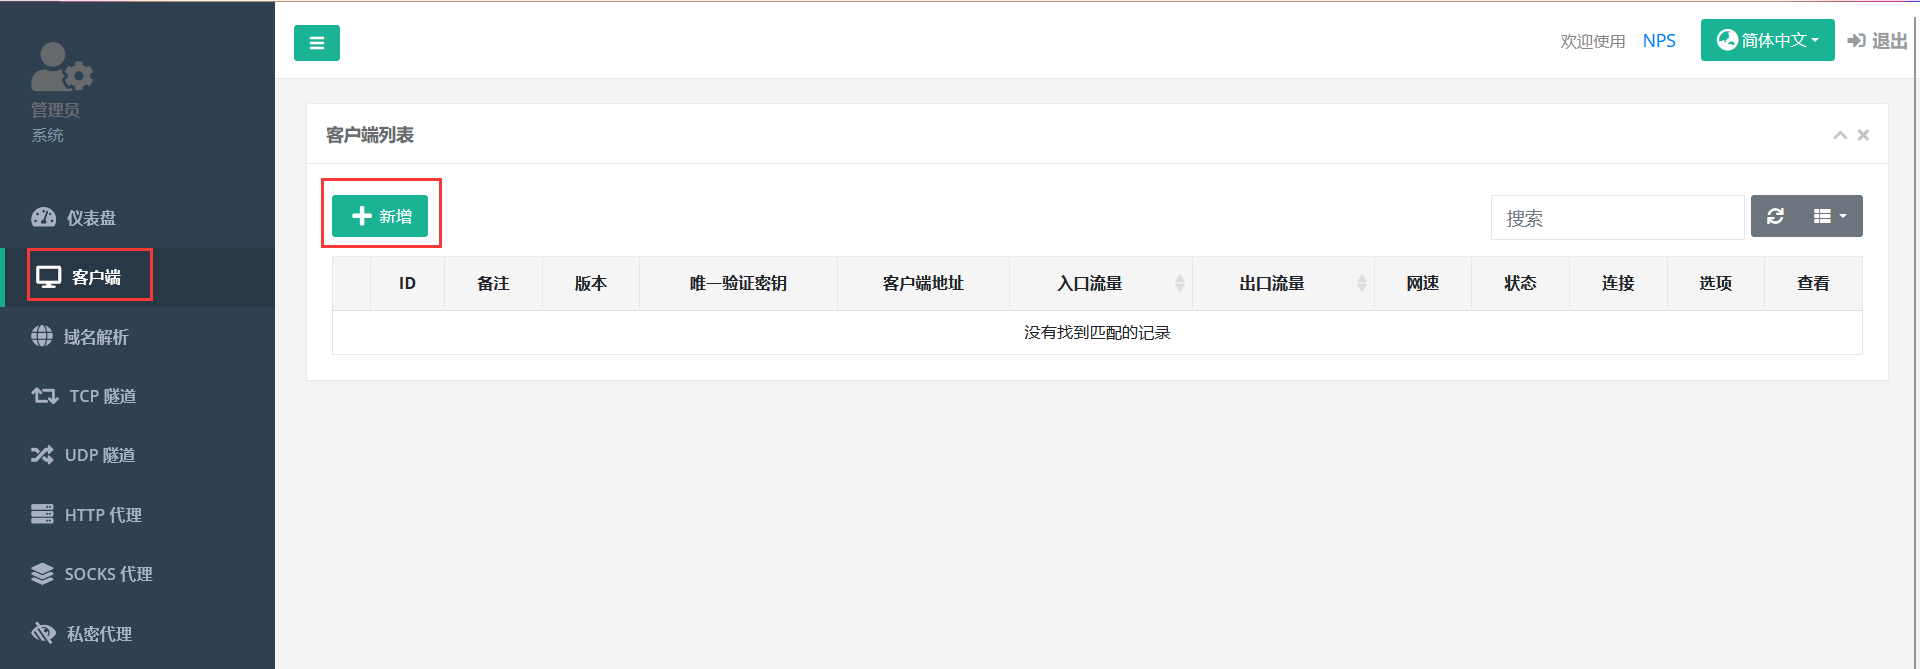 欢迎使用 NPS 简体中文 退出
管理员
系统
仪表盘
客户端
域名解析
TCP 隧道
UDP 隧道
HTTP 代理
SOCKS 代理
私密代理
客户端列表
新增
搜索
ID 备注 版本 唯一验证密钥 客户端地址 入口流量 出口流量 网速 状态 连接 选项 查看
没有找到匹配的记录